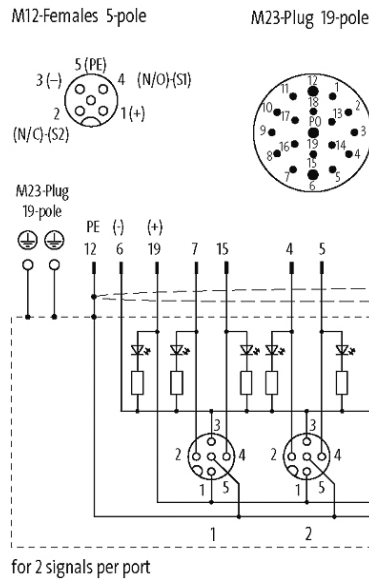 M12-Females 5-pole
M23-Plug 19-pole
5 (PE)
3 (–)
4 (N/O)-(S1)
2
1 (+)
(N/C)-(S2)
12
11
1
10
18
2
17
P0
13
9
3
16
19
14
8
15
4
7
6
5
M23-Plug
19-pole
PE (-) (+)
12 6 19 7 15 4 5
3 3
2 4 2 4
1 5 1 5
1 2
for 2 signals per port